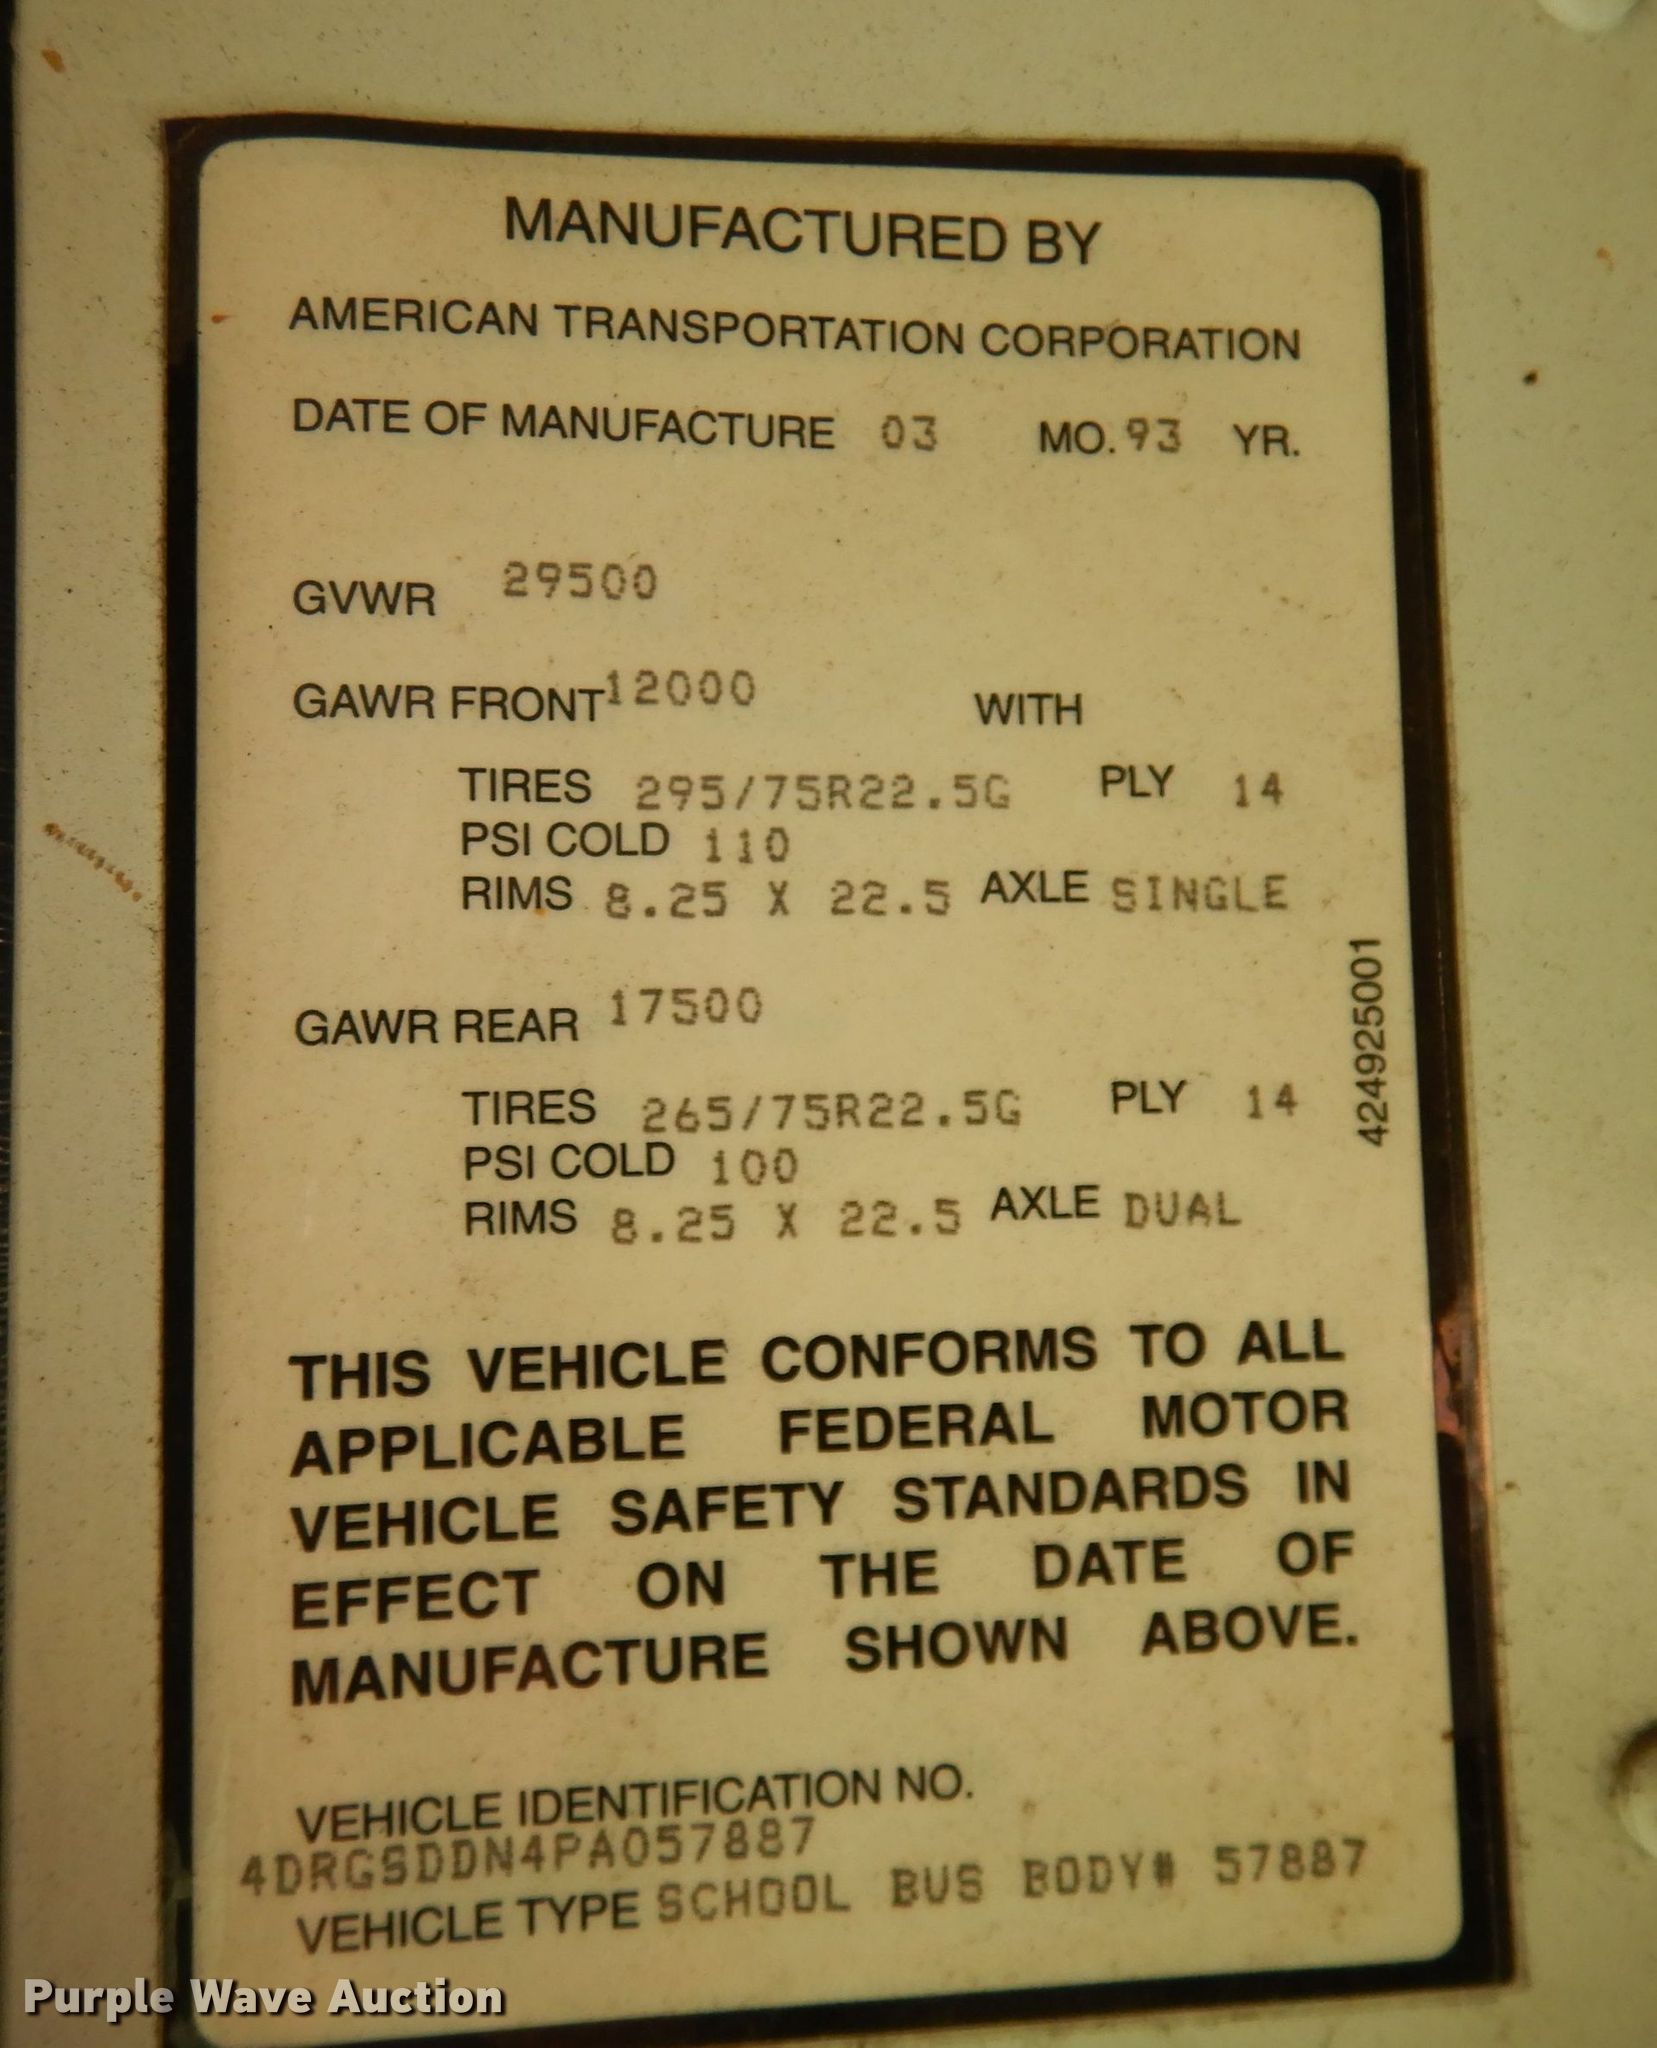 MANUFACTURED BY
AMERICAN TRANSPORTATION CORPORATION
DATE OF MANUFACTURE 03 MO. 93 YR.
GVWR 29500
GAWR FRONT 12000 WITH
TIRES 295/75R22.5G PLY 14
PSI COLD 110
RIMS 8.25 X 22.5 AXLE SINGLE
GAWR REAR 17500
TIRES 265/75R22.5G PLY 14
PSI COLD 100
RIMS 8.25 X 22.5 AXLE DUAL
4249925001
THIS VEHICLE CONFORMS TO ALL
APPLICABLE FEDERAL MOTOR
VEHICLE SAFETY STANDARDS IN
EFFECT ON THE DATE OF
MANUFACTURE SHOWN ABOVE.
VEHICLE IDENTIFICATION NO.
4DRGSDDN4PA057887
VEHICLE TYPE SCHOOL BUS BODY# 57887
Purple Wave Auction